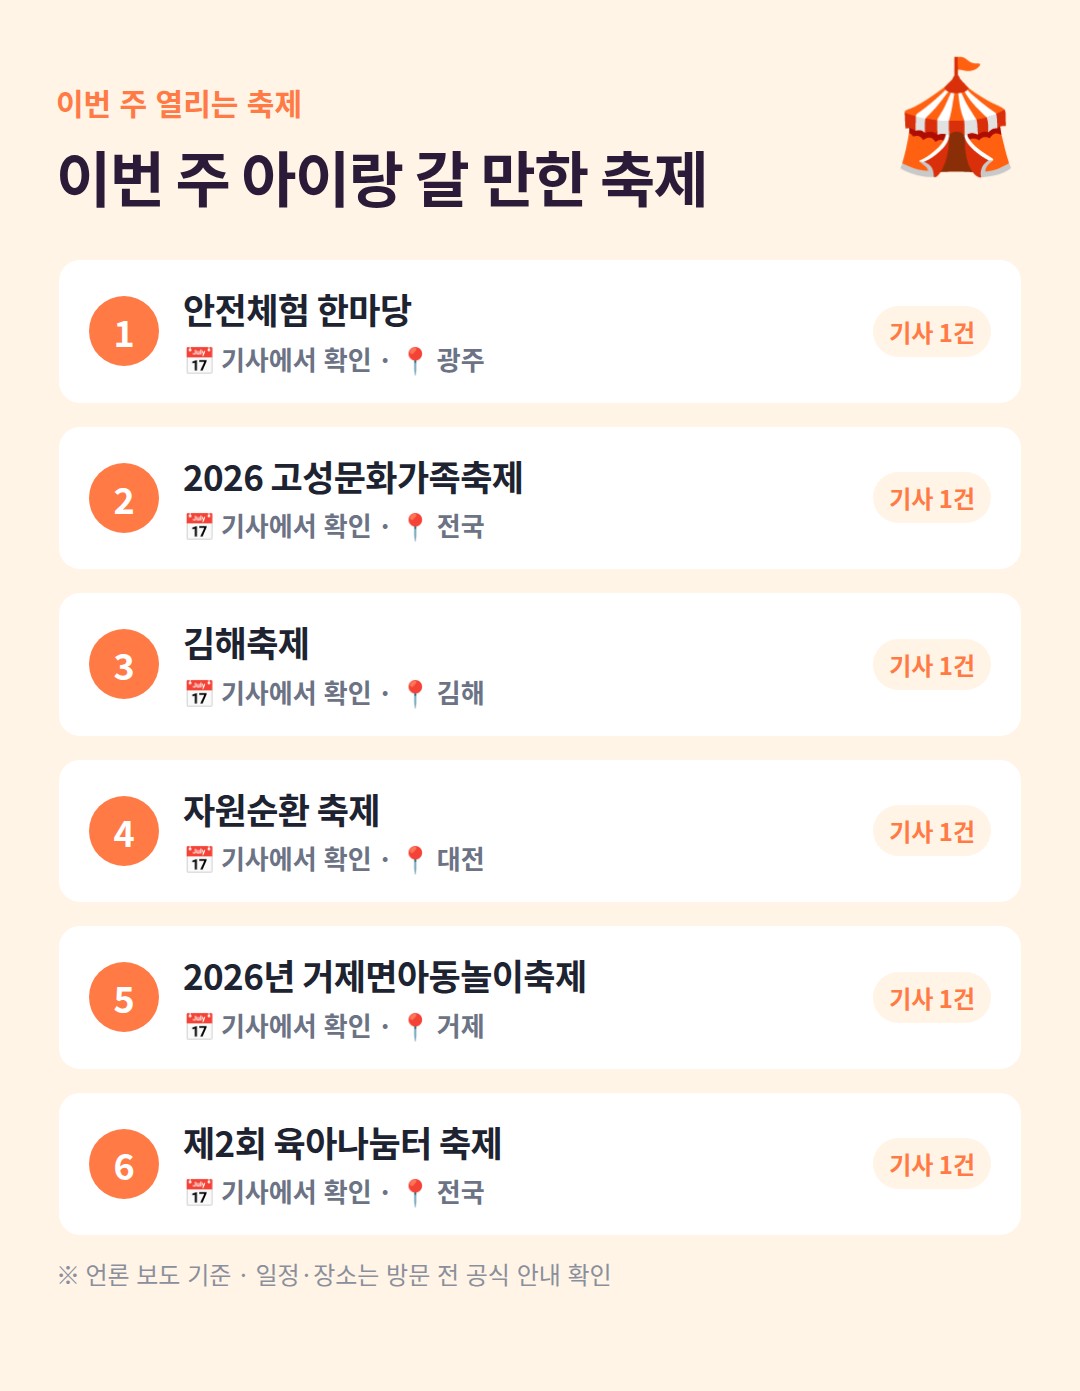 이번 주 열리는 축제
이번 주 아이랑 갈 만한 축제
1
안전체험 한마당
📅 기사에서 확인 · 📍 광주
기사 1건
2
2026 고성문화가족축제
📅 기사에서 확인 · 📍 전국
기사 1건
3
김해축제
📅 기사에서 확인 · 📍 김해
기사 1건
4
자원순환 축제
📅 기사에서 확인 · 📍 대전
기사 1건
5
2026년 거제면아동놀이축제
📅 기사에서 확인 · 📍 거제
기사 1건
6
제2회 육아나눔터 축제
📅 기사에서 확인 · 📍 전국
기사 1건
※ 언론 보도 기준 · 일정·장소는 방문 전 공식 안내 확인